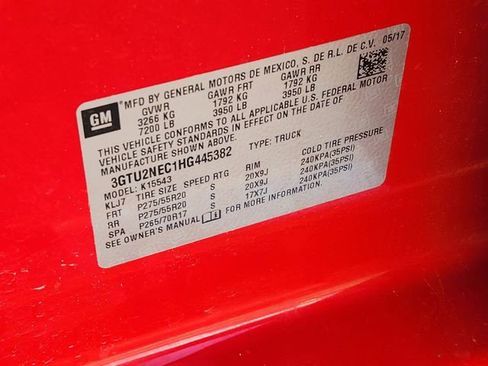 GM
MFD BY GENERAL MOTORS DE MEXICO, S. DE R.L. DE C.V. 05/17
GVWR GAWR FRT GAWR RR
3266 KG 1792 KG 1792 KG
7200 LB 3950 LB 3950 LB
THIS VEHICLE CONFORMS TO ALL APPLICABLE U.S. FEDERAL MOTOR
VEHICLE SAFETY STANDARDS IN EFFECT ON THE DATE OF
MANUFACTURE SHOWN ABOVE.
3GTU2NEC1HG445382 TYPE: TRUCK
MODEL: K15543
KLJ7 TIRE SIZE SPEED RTG RIM COLD TIRE PRESSURE
FRT P275/55R20 S 20X9J 240KPA(35PSI)
RR P275/55R20 S 20X9J 240KPA(35PSI)
SPA P265/70R17 S 17X7J 240KPA(35PSI)
SEE OWNER'S MANUAL FOR MORE INFORMATION.